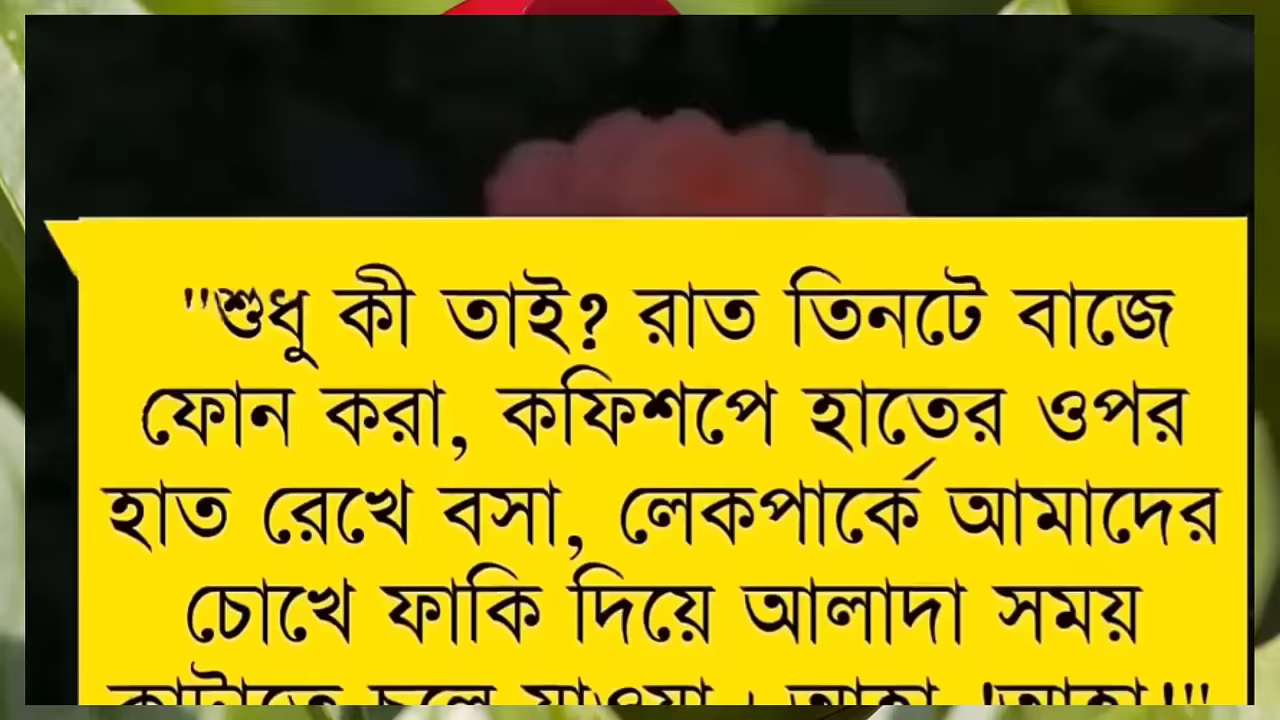 "শুধু কী তাই? রাত তিনটে বাজে
ফোন করা, কফিশপে হাতের ওপর
হাত রেখে বসা, লেকপার্কে আমাদের
চোখে ফাকি দিয়ে আলাদা সময়